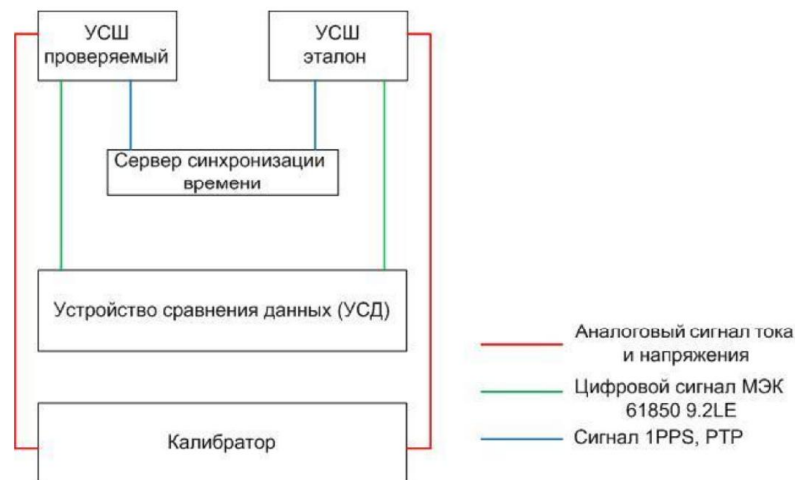 УСШ
проверяемый
УСШ
эталон
Сервер синхронизации
времени
Устройство сравнения данных (УСД)
Калибратор
Аналоговый сигнал тока
и напряжения
Цифровой сигнал МЭК
61850 9.2LE
Сигнал 1PPS, PTP